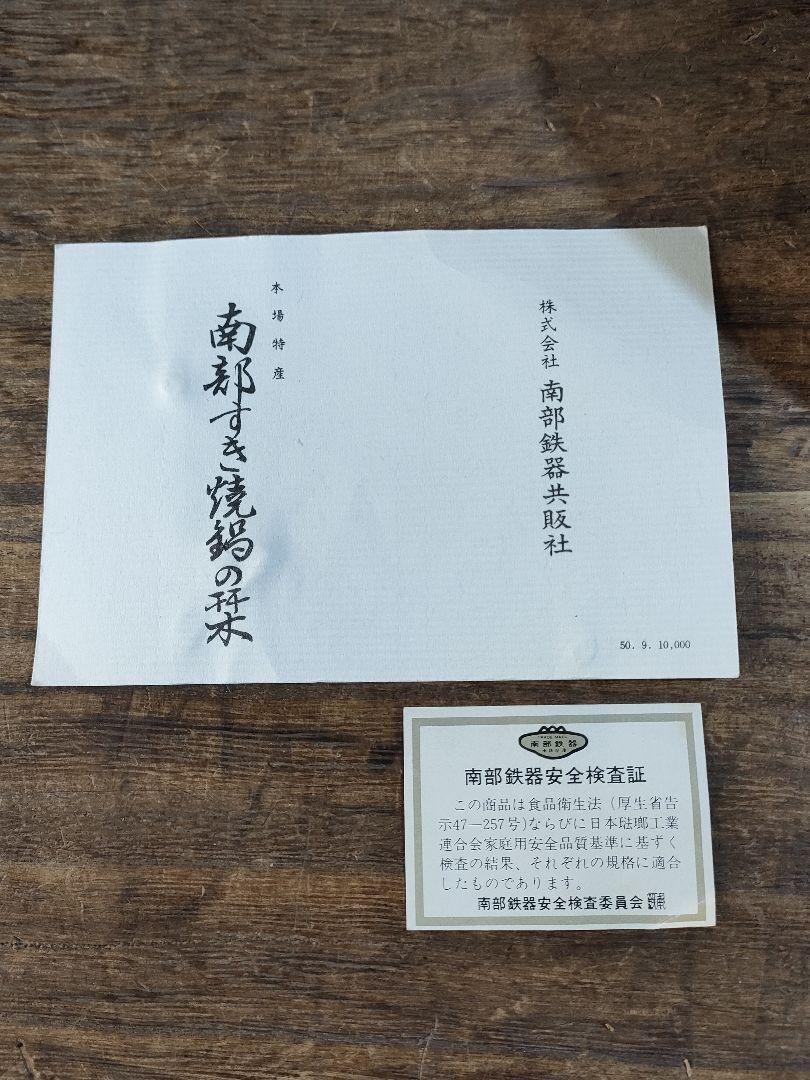 株式会社 南部鉄器共販社
本場特産
南部すき焼鍋の栞
50. 9. 10,000
TRADE MARK
南部鉄器
南部鉄器安全検査証
この商品は食品衛生法（厚生省告
示47－257号)ならびに日本琺瑯工業
連合会家庭用安全品質基準に基ずく
検査の結果、それぞれの規格に適合
したものであります。
南部鉄器安全検査委員会